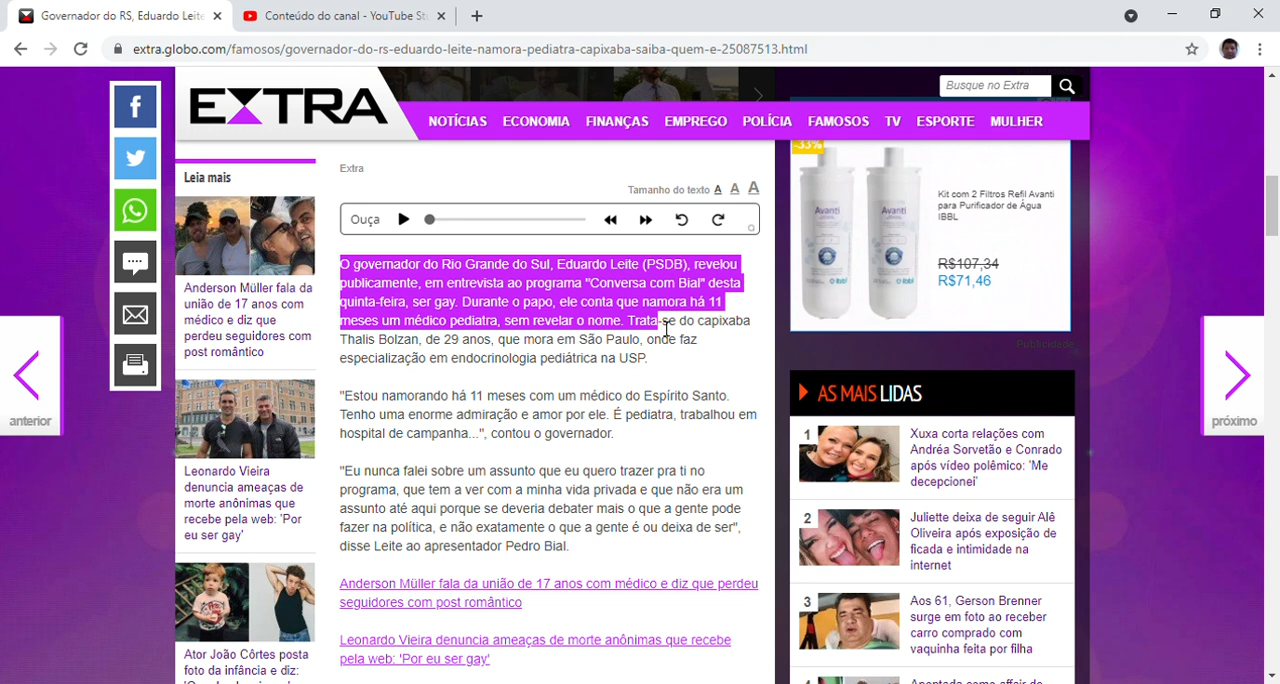 Governador do RS, Eduardo Leite
Conteúdo do canal - YouTube St
extra.globo.com/famosos/governador-do-rs-eduardo-leite-namora-pediatra-capixaba-saiba-quem-e-25087513.html
EXTRA
Busque no Extra
NOTÍCIAS ECONOMIA FINANÇAS EMPREGO POLÍCIA FAMOSOS TV ESPORTE MULHER
anterior
Leia mais
Anderson Müller fala da
união de 17 anos com
médico e diz que
perdeu seguidores com
post romântico
Leonardo Vieira
denuncia ameaças de
morte anônimas que
recebe pela web: 'Por
eu ser gay'
Ator João Côrtes posta
foto da infância e diz:
Extra
Tamanho do texto A A A
Ouça
O governador do Rio Grande do Sul, Eduardo Leite (PSDB), revelou
publicamente, em entrevista ao programa "Conversa com Bial" desta
quinta-feira, ser gay. Durante o papo, ele conta que namora há 11
meses um médico pediatra, sem revelar o nome. Trata-se do capixaba
Thalis Bolzan, de 29 anos, que mora em São Paulo, onde faz
especialização em endocrinologia pediátrica na USP.
"Estou namorando há 11 meses com um médico do Espírito Santo.
Tenho uma enorme admiração e amor por ele. É pediatra, trabalhou em
hospital de campanha...", contou o governador.
"Eu nunca falei sobre um assunto que eu quero trazer pra ti no
programa, que tem a ver com a minha vida privada e que não era um
assunto até aqui porque se deveria debater mais o que a gente pode
fazer na política, e não exatamente o que a gente é ou deixa de ser",
disse Leite ao apresentador Pedro Bial.
Anderson Müller fala da união de 17 anos com médico e diz que perdeu
seguidores com post romântico
Leonardo Vieira denuncia ameaças de morte anônimas que recebe
pela web: 'Por eu ser gay'
-33%
Avanti
Avanti
Kit com 2 Filtros Refil Avanti
para Purificador de Água
IBBL
R$107,34
R$71,46
Publicidade
AS MAIS LIDAS
1
Xuxa corta relações com
Andréa Sorvetão e Conrado
após vídeo polêmico: 'Me
decepcionei'
2
Juliette deixa de seguir Alê
Oliveira após exposição de
ficada e intimidade na
internet
3
Aos 61, Gerson Brenner
surge em foto ao receber
carro comprado com
vaquinha feita por filha
próximo